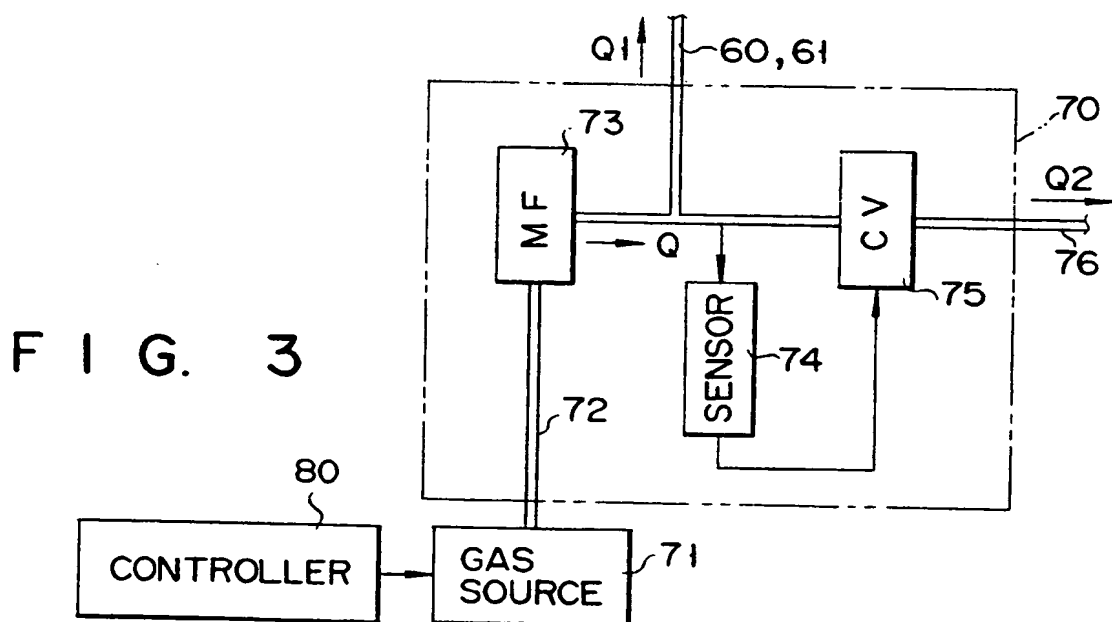 Q1
60, 61
70
73
MF
Q
Q2
CV
76
75
SENSOR
74
FIG. 3
72
80
CONTROLLER
GAS
SOURCE
71